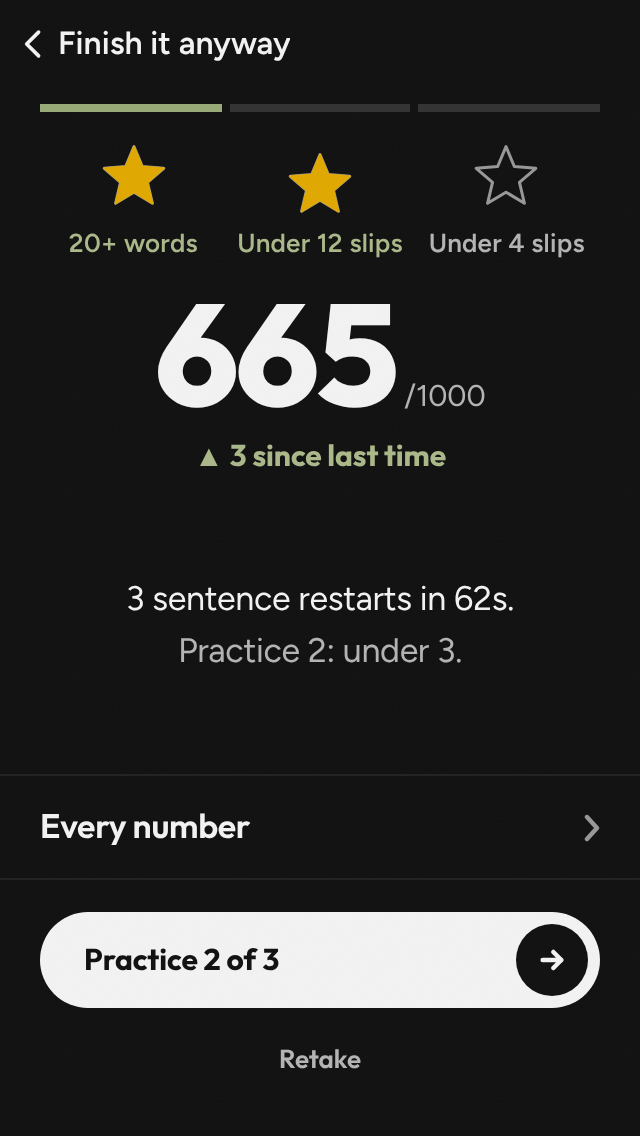 Finish it anyway
20+ words
Under 12 slips
Under 4 slips
665/1000
▲ 3 since last time
3 sentence restarts in 62s.
Practice 2: under 3.
Every number
Practice 2 of 3
Retake